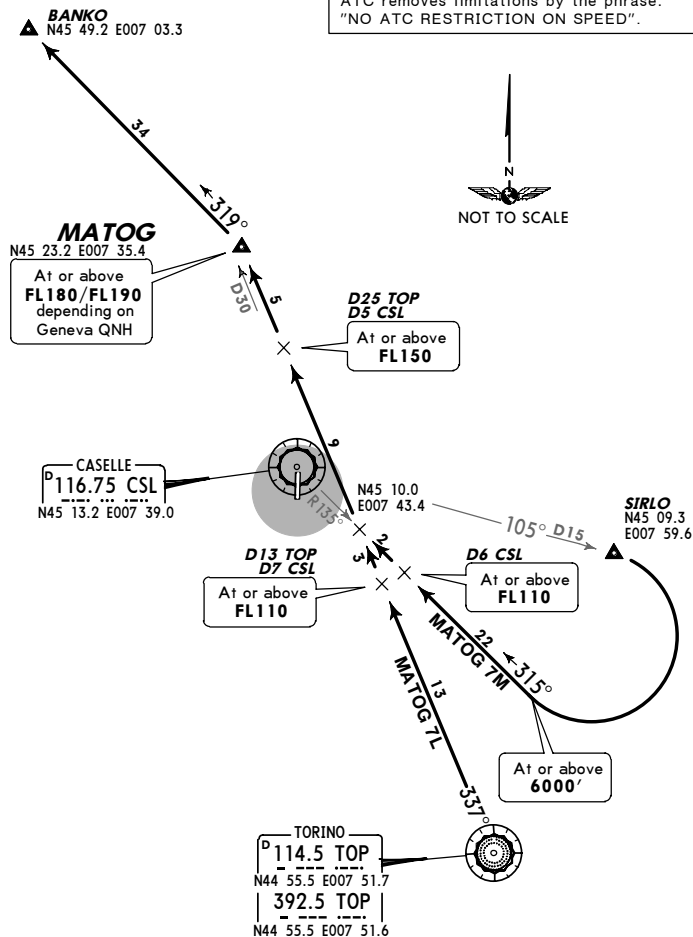 ATC removes limitations by the phrase:
"NO ATC RESTRICTION ON SPEED".
BANKO
N45 49.2 E007 03.3
34
319°
N
NOT TO SCALE
MATOG
N45 23.2 E007 35.4
At or above
FL180/FL190
depending on
Geneva QNH
D30
5
D25 TOP
D5 CSL
At or above
FL150
9
CASELLE
D 116.75 CSL
N45 13.2 E007 39.0
R135°
N45 10.0
E007 43.4
105° D15
SIRLO
N45 09.3
E007 59.6
D13 TOP
D7 CSL
At or above
FL110
3
2
D6 CSL
At or above
FL110
22
315°
MATOG 7M
13
MATOG 7L
337°
At or above
6000'
TORINO
D 114.5 TOP
N44 55.5 E007 51.7
392.5 TOP
N44 55.5 E007 51.6